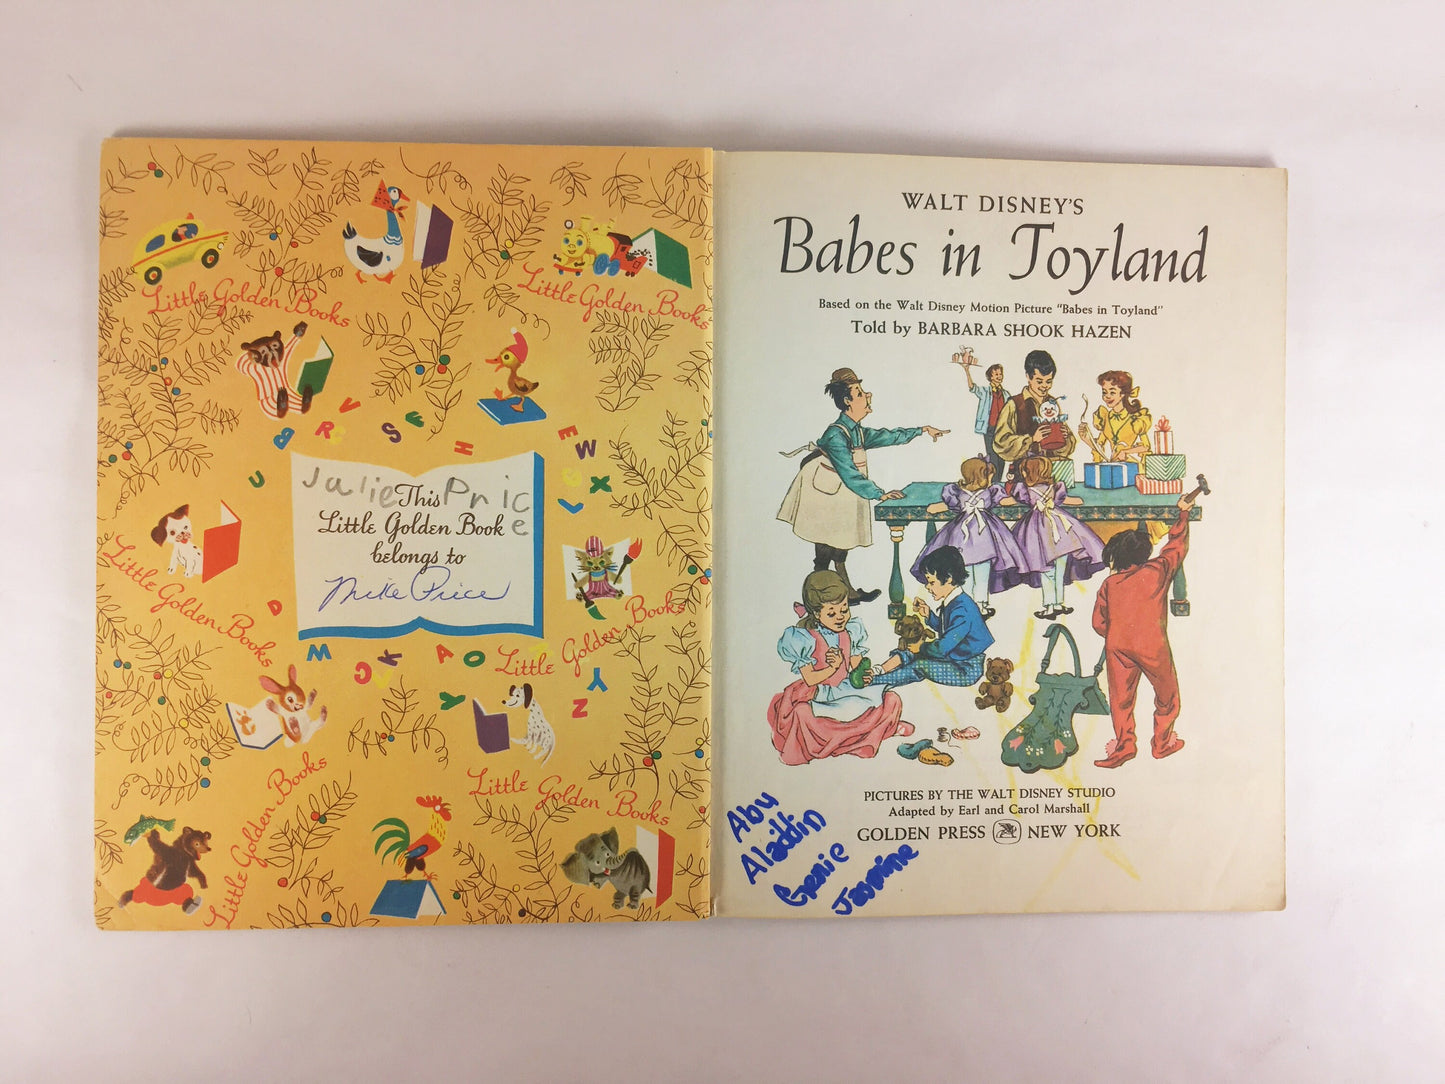 Little Golden Books
Little Golden Books
Julie Price
This
Little Golden Book
belongs to
Mike Price
Little Golden Books
Little Golden Books
Little Golden Books
Little Golden Books
B R C S F H V E W G X L U D W G K A O Y Y Z
WALT DISNEY'S
Babes in Toyland
Based on the Walt Disney Motion Picture "Babes in Toyland"
Told by BARBARA SHOOK HAZEN
PICTURES BY THE WALT DISNEY STUDIO
Adapted by Earl and Carol Marshall
GOLDEN PRESS NEW YORK
Abu
Aladdin
Genie
Jasmine